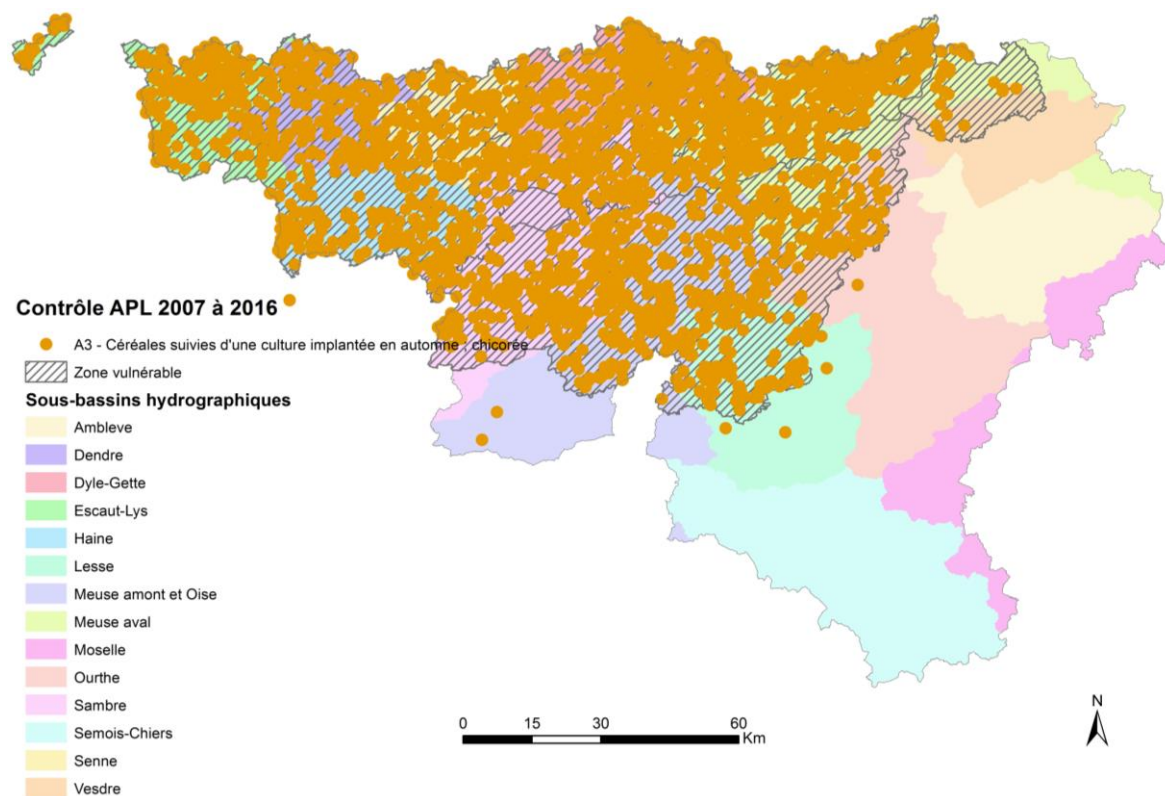 Contrôle APL 2007 à 2016
A3 - Céréales suivies d'une culture implantée en automne ; chicorée
Zone vulnérable
Sous-bassins hydrographiques
Ambleve
Dendre
Dyle-Gette
Escaut-Lys
Haine
Lesse
Meuse amont et Oise
Meuse aval
Moselle
Ourthe
Sambre
Semois-Chiers
Senne
Vesdre
0 15 30 60
Km
N